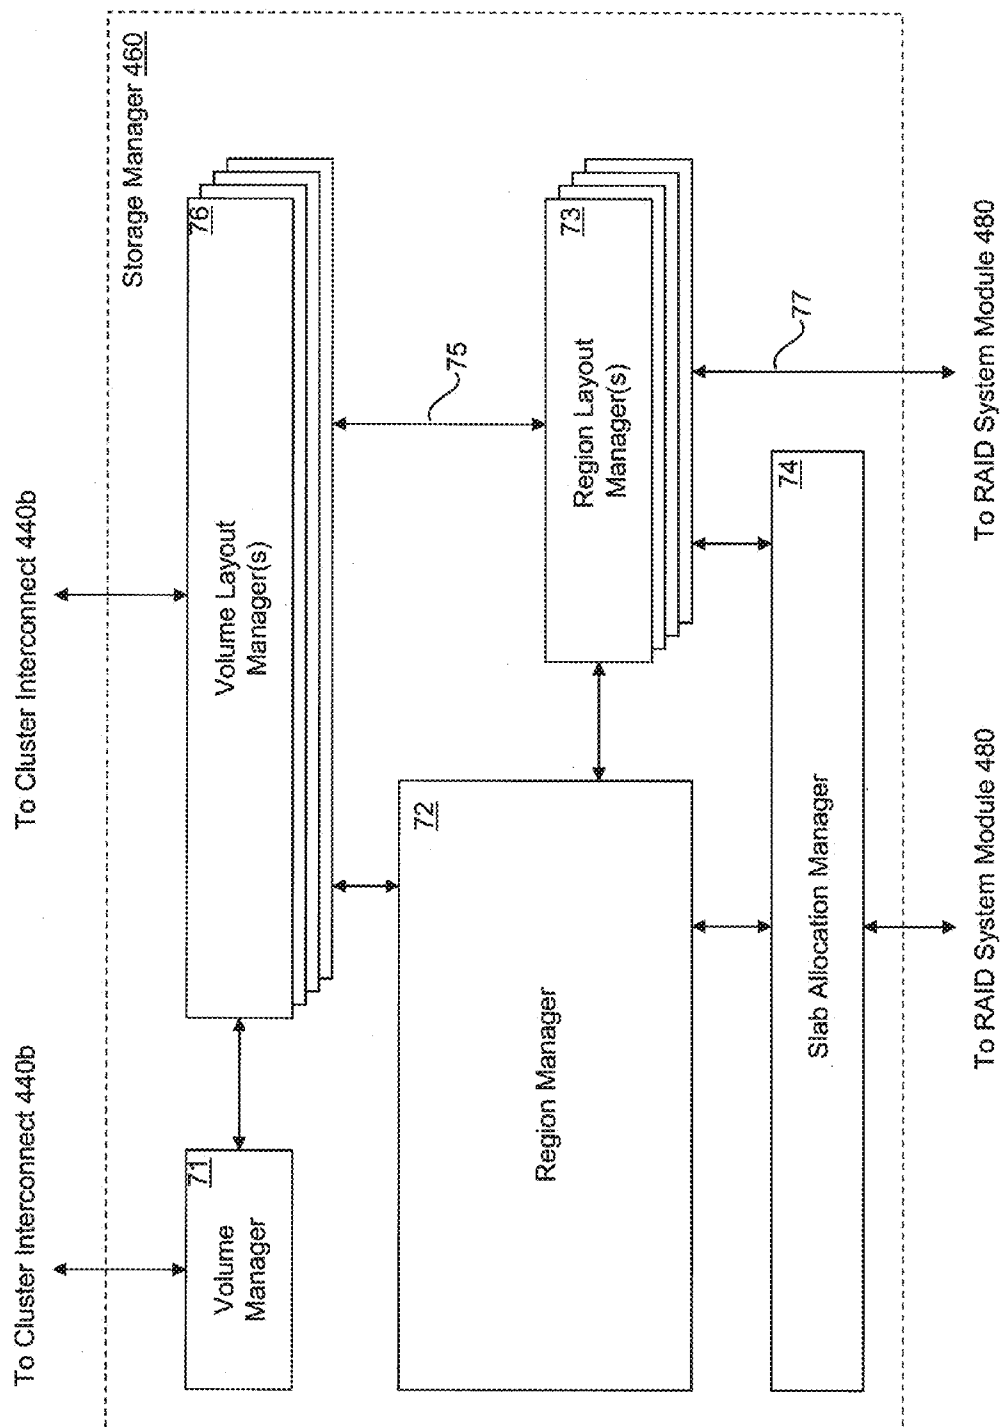 To Cluster Interconnect 440b
To Cluster Interconnect 440b
Storage Manager 460
71
Volume
Manager
76
Volume Layout
Manager(s)
75
72
Region Manager
73
Region Layout
Manager(s)
77
74
Slab Allocation Manager
To RAID System Module 480
To RAID System Module 480